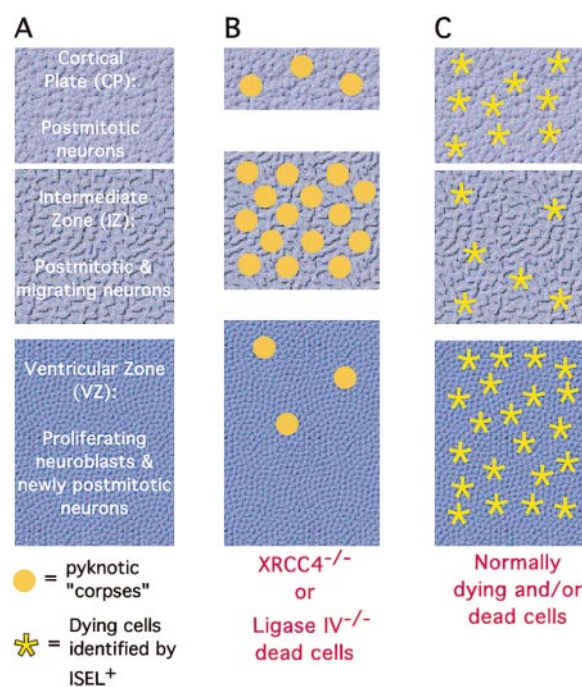 A
Cortical
Plate (CP):
Postmitotic
neurons
Intermediate
Zone (IZ):
Postmitotic &
migrating neurons
Ventricular Zone
(VZ):
Proliferating
neuroblasts &
newly postmitotic
neurons
= pyknotic
"corpses"
= Dying cells
identified by
ISEL+
B
XRCC4-/-
or
Ligase IV-/-
dead cells
C
Normally
dying and/or
dead cells